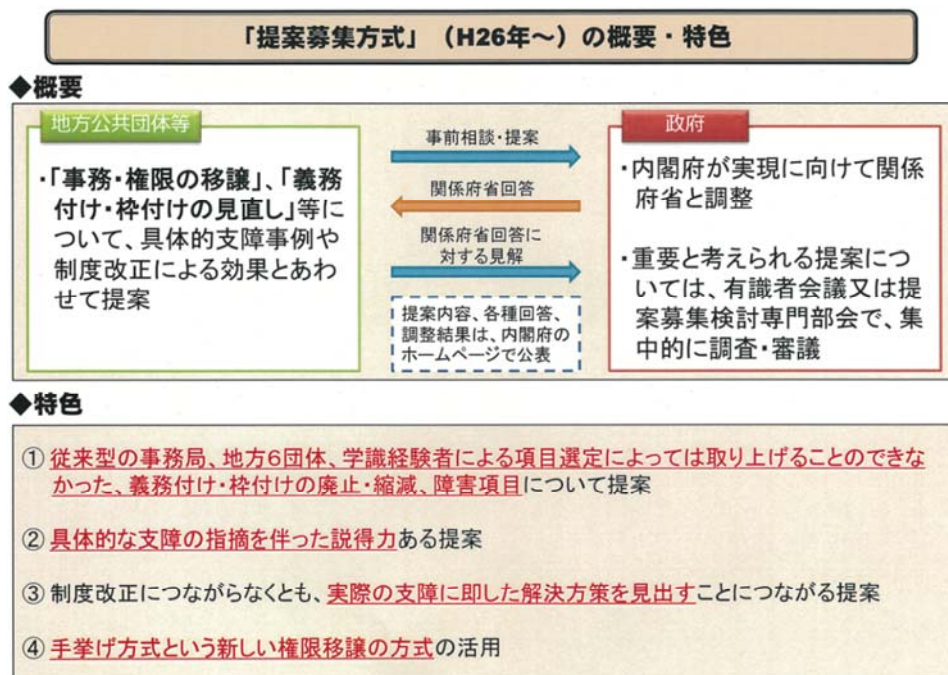 「提案募集方式」（H26年～）の概要・特色
◆概要
地方公共団体等
・「事務・権限の移譲」、「義務
付け・枠付けの見直し」等に
ついて、具体的支障事例や
制度改正による効果とあわ
せて提案
事前相談・提案
関係府省回答
関係府省回答に
対する見解
提案内容、各種回答、
調整結果は、内閣府の
ホームページで公表
政府
・内閣府が実現に向けて関係
府省と調整
・重要と考えられる提案につ
いては、有識者会議又は提
案募集検討専門部会で、集
中的に調査・審議
◆特色
① 従来型の事務局、地方6団体、学識経験者による項目選定によっては取り上げることのできな
かった、義務付け・枠付けの廃止・縮減、障害項目について提案
② 具体的な支障の指摘を伴った説得力ある提案
③ 制度改正につながらなくとも、実際の支障に即した解決方策を見出すことにつながる提案
④ 手挙げ方式という新しい権限移譲の方式の活用